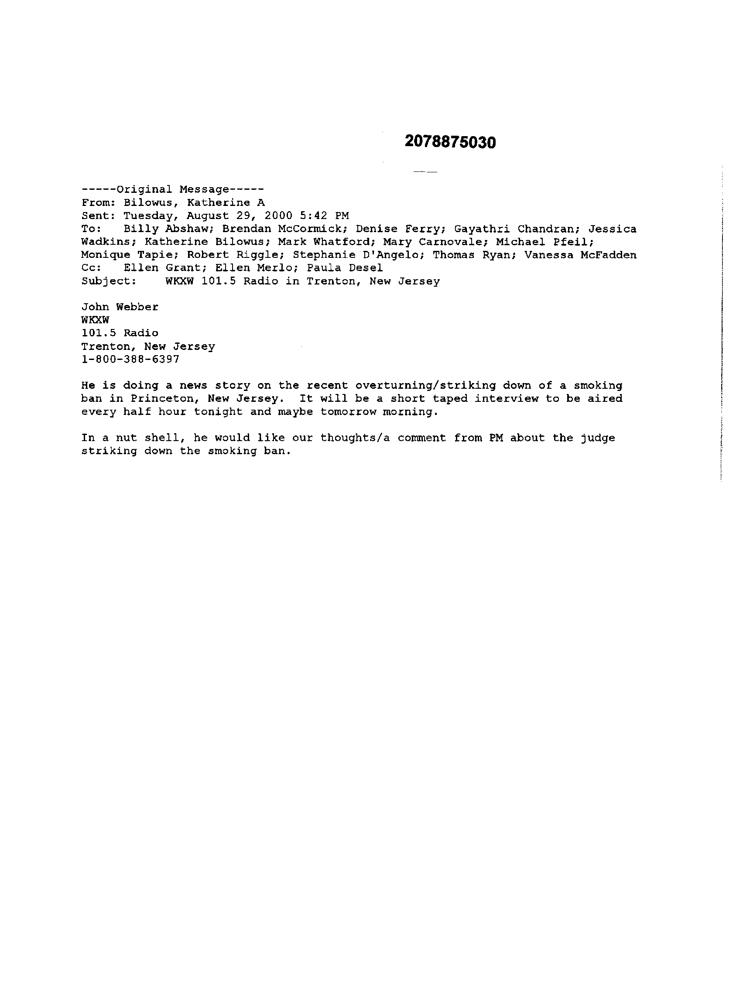 2078875030
-----Original Message-----
From: Bilowus, Katherine A
Sent: Tuesday, August 29, 2000 5:42 PM
To: Billy Abshaw; Brendan McCormick; Denise Ferry; Gayathri Chandran; Jessica
Wadkins; Katherine Bilowus; Mark Whatford; Mary Carnovale; Michael Pfeil;
Monique Tapie; Robert Riggle; Stephanie D'Angelo; Thomas Ryan; Vanessa McFadden
Cc: Ellen Grant; Ellen Merlo; Paula Desel
Subject: WKXW 101.5 Radio in Trenton, New Jersey
John Webber
WKXW
101.5 Radio
Trenton, New Jersey
1-800-388-6397
He is doing a news story on the recent overturning/striking down of a smoking
ban in Princeton, New Jersey. It will be a short taped interview to be aired
every half hour tonight and maybe tomorrow morning.
In a nut shell, he would like our thoughts/a comment from PM about the judge
striking down the smoking ban.